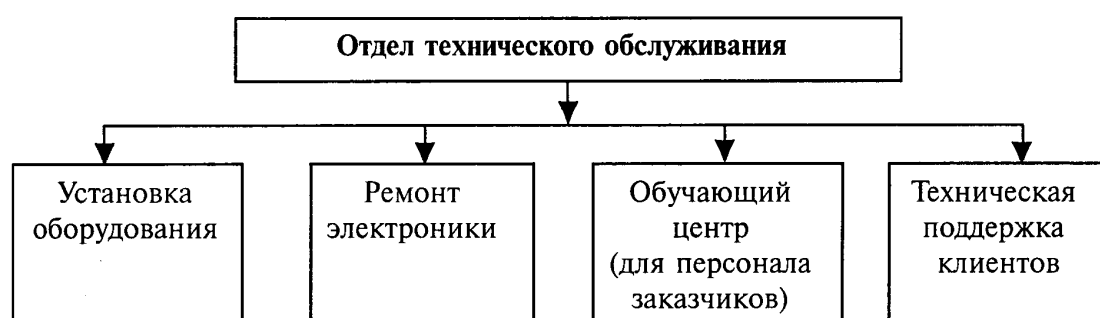 Отдел технического обслуживания
Установка
оборудования
Ремонт
электроники
Обучающий
центр
(для персонала
заказчиков)
Техническая
поддержка
клиентов